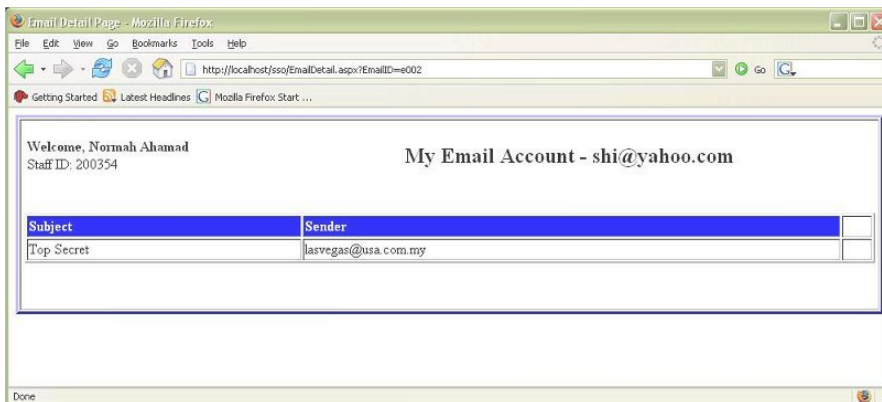 Email Detail Page - Mozilla Firefox
File Edit View Go Bookmarks Tools Help
http://localhost/sso/EmailDetail.aspx?EmailID=e002 Go G
Getting Started Latest Headlines G Mozilla Firefox Start ...
Welcome, Normah Ahamad
Staff ID: 200354
My Email Account - shi@yahoo.com
Subject Sender
Top Secret lasvegas@usa.com.my
Done